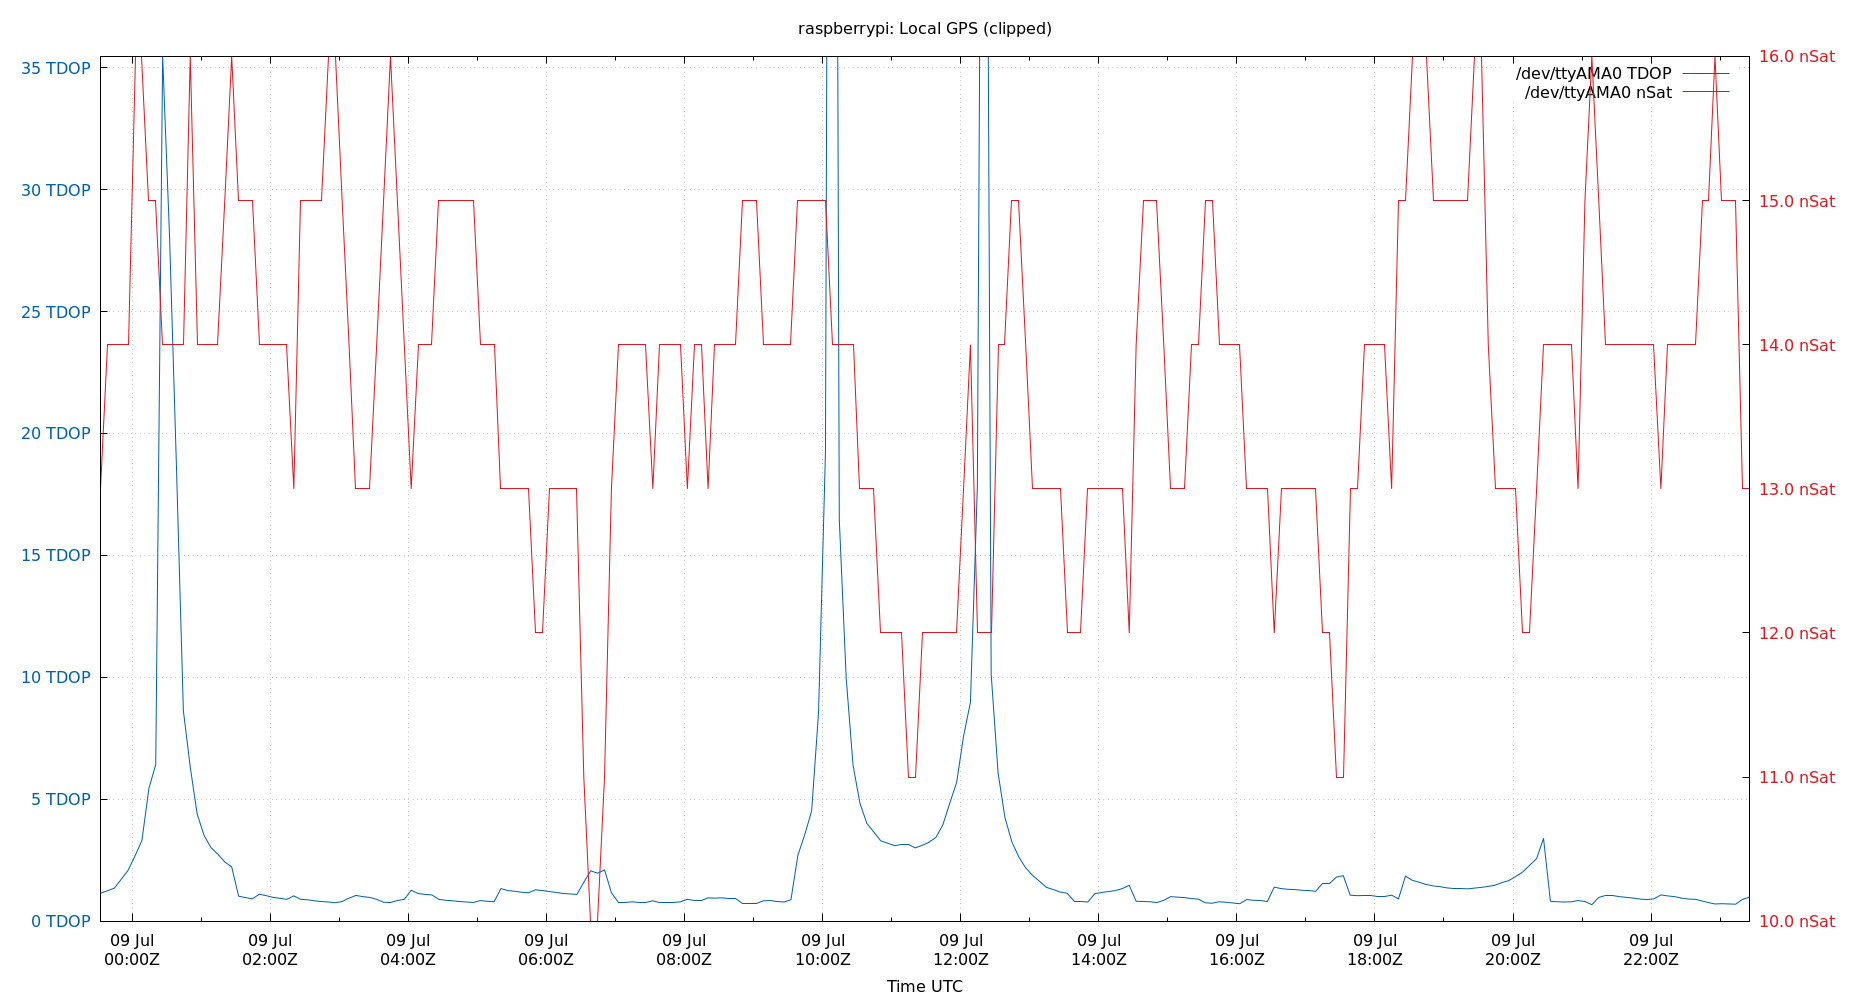 raspberrypi: Local GPS (clipped)
35 TDOP
30 TDOP
25 TDOP
20 TDOP
15 TDOP
10 TDOP
5 TDOP
0 TDOP
16.0 nSat
15.0 nSat
14.0 nSat
13.0 nSat
12.0 nSat
11.0 nSat
10.0 nSat
/dev/ttyAMA0 TDOP
/dev/ttyAMA0 nSat
09 Jul
00:00Z
09 Jul
02:00Z
09 Jul
04:00Z
09 Jul
06:00Z
09 Jul
08:00Z
09 Jul
10:00Z
09 Jul
12:00Z
09 Jul
14:00Z
09 Jul
16:00Z
09 Jul
18:00Z
09 Jul
20:00Z
09 Jul
22:00Z
Time UTC